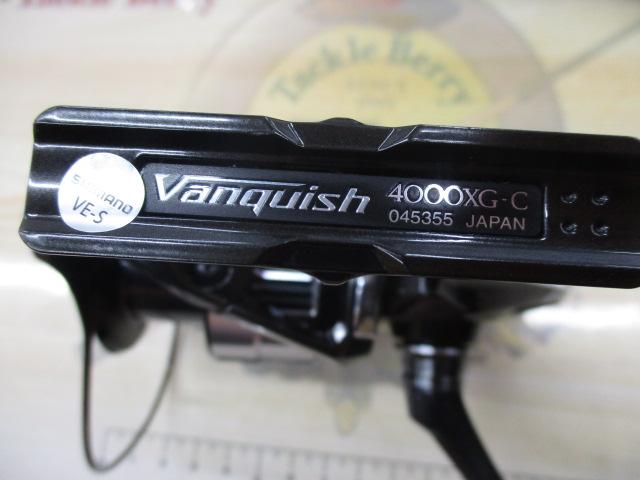 Tackle Berry
SHIMANO
VE-S
Vanquish
4000XG-C
045355 JAPAN